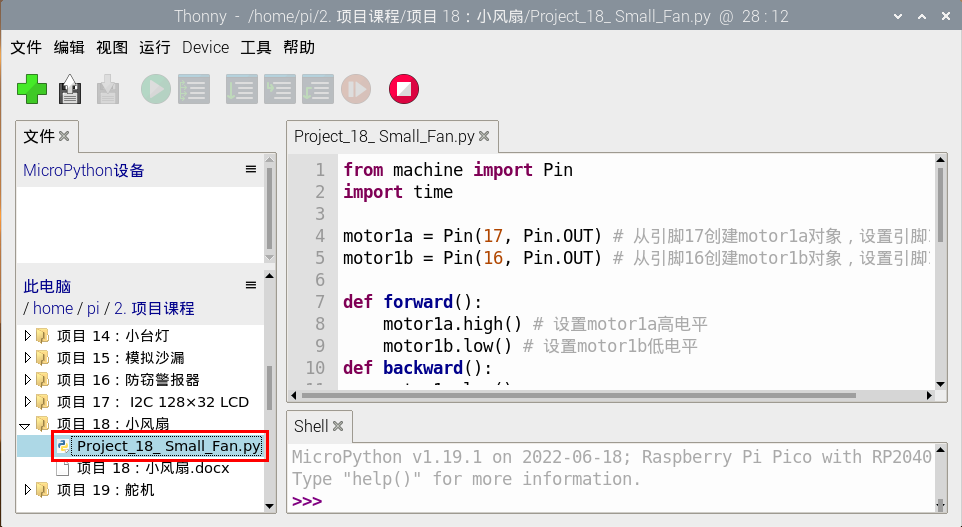 Thonny - /home/pi/2. 项目课程/项目 18：小风扇/Project_18_ Small_Fan.py @ 28 : 12
文件 编辑 视图 运行 Device 工具 帮助
文件
MicroPython设备
此电脑
/ home / pi / 2. 项目课程
项目 14：小台灯
项目 15：模拟沙漏
项目 16：防窃警报器
项目 17： I2C 128×32 LCD
项目 18：小风扇
Project_18_ Small_Fan.py
项目 18：小风扇.docx
项目 19：舵机
Project_18_ Small_Fan.py
1 from machine import Pin
2 import time
3
4 motor1a = Pin(17, Pin.OUT) # 从引脚17创建motor1a对象，设置引脚
5 motor1b = Pin(16, Pin.OUT) # 从引脚16创建motor1b对象，设置引脚
6
7 def forward():
8 motor1a.high() # 设置motor1a高电平
9 motor1b.low() # 设置motor1b低电平
10 def backward():
Shell
MicroPython v1.19.1 on 2022-06-18; Raspberry Pi Pico with RP2040
Type "help()" for more information.
>>>